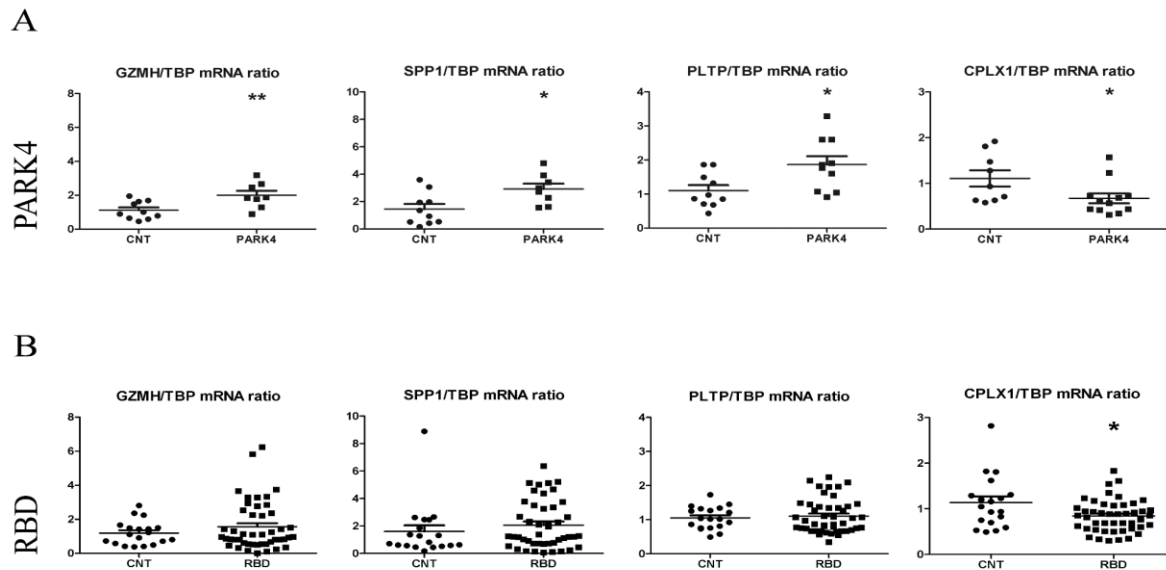 A
PARK4
GZMH/TBP mRNA ratio
8
6
4
2
0
**
CNT
PARK4
SPP1/TBP mRNA ratio
10
8
6
4
2
0
*
CNT
PARK4
PLTP/TBP mRNA ratio
4
3
2
1
0
*
CNT
PARK4
CPLX1/TBP mRNA ratio
3
2
1
0
*
CNT
PARK4
B
RBD
GZMH/TBP mRNA ratio
8
6
4
2
0
CNT
RBD
SPP1/TBP mRNA ratio
10
8
6
4
2
0
CNT
RBD
PLTP/TBP mRNA ratio
4
3
2
1
0
CNT
RBD
CPLX1/TBP mRNA ratio
3
2
1
0
*
CNT
RBD